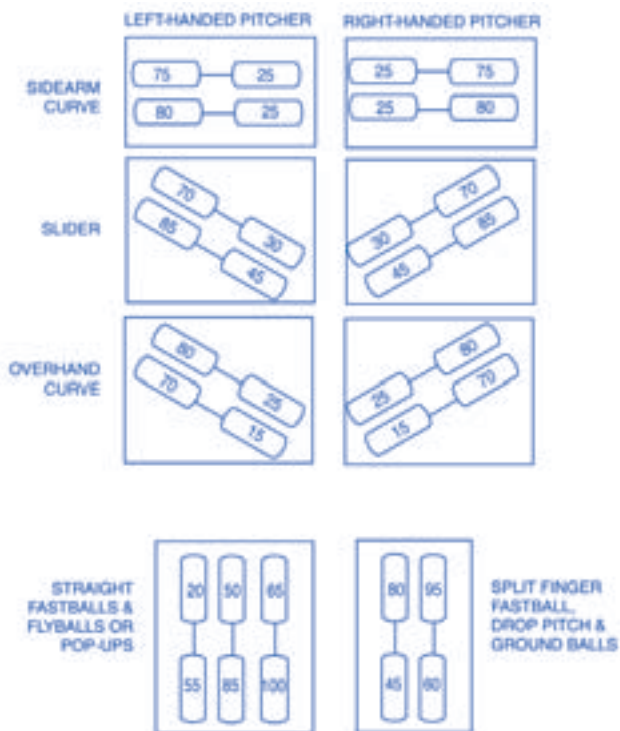 LEFT-HANDED PITCHER RIGHT-HANDED PITCHER
SIDEARM
CURVE
75 25 25 75
80 25 25 80
SLIDER
70 30 30 70
85 45 45 85
OVERHAND
CURVE
80 25 25 80
70 15 15 70
STRAIGHT
FASTBALLS &
FLYBALLS OR
POP-UPS
20 50 65 80 95
55 85 100 45 60
SPLIT FINGER
FASTBALL,
DROP PITCH &
GROUND BALLS